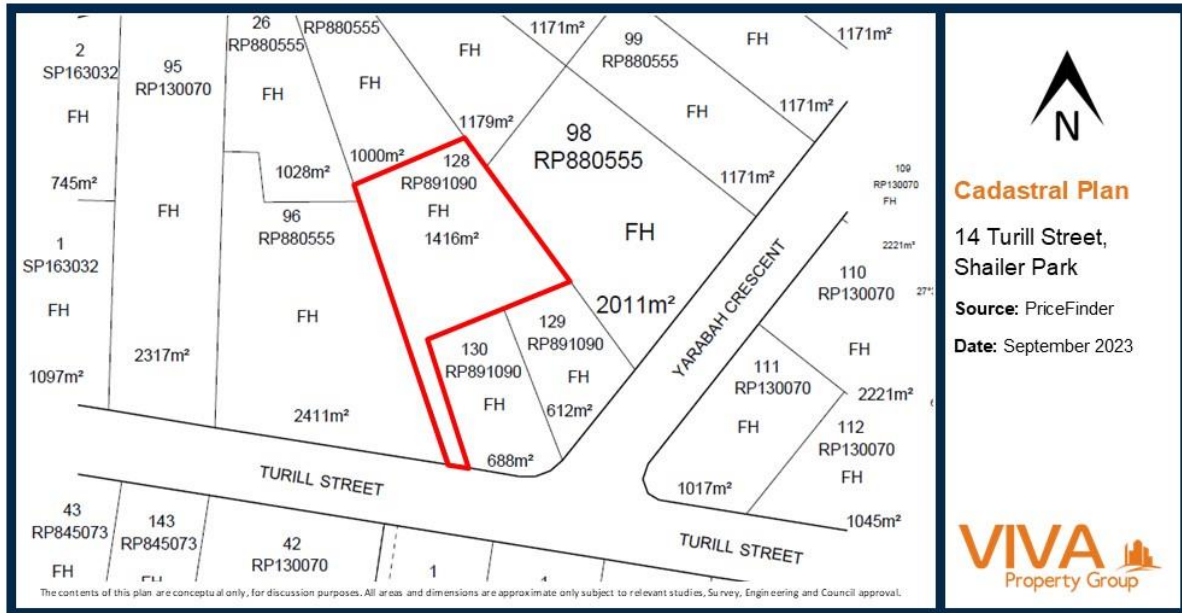 2
SP163032
FH
745m²
1
SP163032
FH
1097m²
95
RP130070
FH
2317m²
26
RP880555
FH
1028m²
RP880555
FH
1000m²
96
RP880555
FH
2411m²
FH
1179m²
128
RP891090
FH
1416m²
1171m²
99
RP880555
FH
1171m²
FH
1171m²
FH
1171m²
98
RP880555
FH
2011m²
130
RP891090
FH
688m²
129
RP891090
FH
612m²
YARABAH CRESCENT
109
RP130070
FH
2221m²
110
RP130070
FH
2221m²
111
RP130070
FH
1017m²
112
RP130070
FH
1045m²
TURILL STREET
TURILL STREET
43
RP845073
FH
143
RP845073
FH
42
RP130070
1
The contents of this plan are conceptual only, for discussion purposes. All areas and dimensions are approximate only subject to relevant studies, Survey, Engineering and Council approval.
N
Cadastral Plan
14 Turill Street,
Shailer Park
Source: PriceFinder
Date: September 2023
VIVA
Property Group